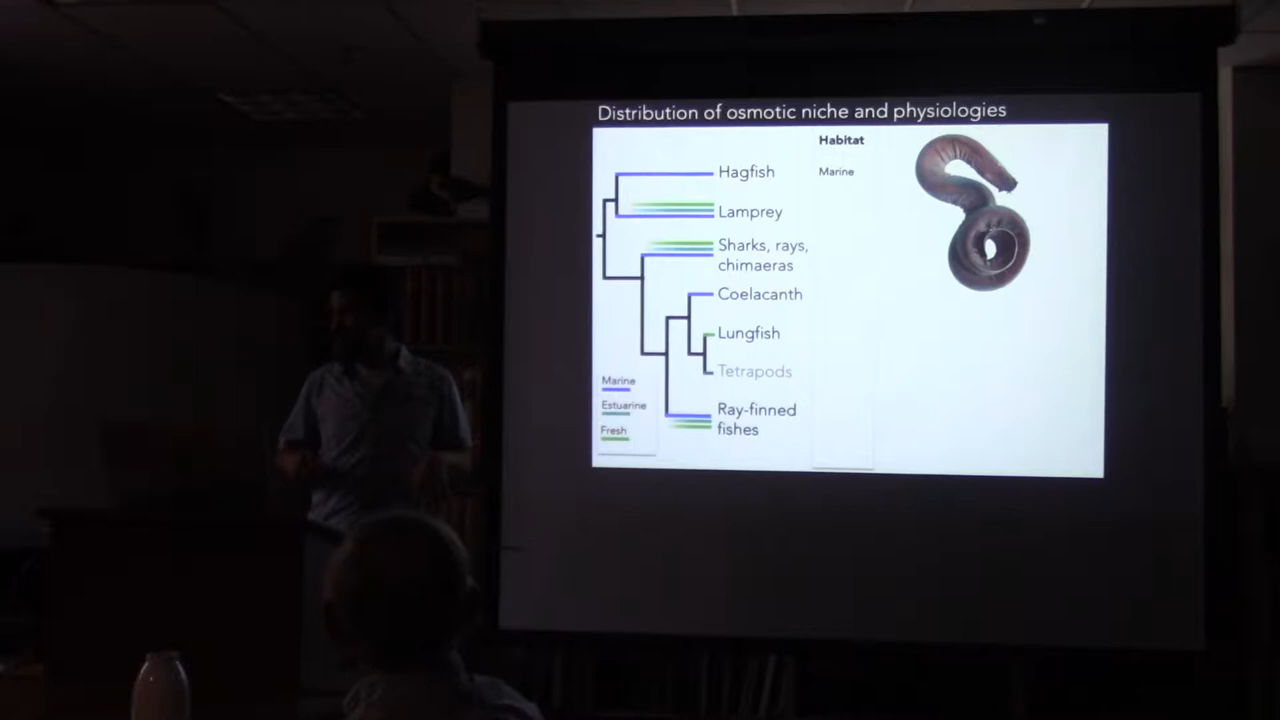 Distribution of osmotic niche and physiologies
Habitat
Hagfish
Marine
Lamprey
Sharks, rays,
chimaeras
Coelacanth
Lungfish
Tetrapods
Ray-finned
fishes
Marine
Estuarine
Fresh